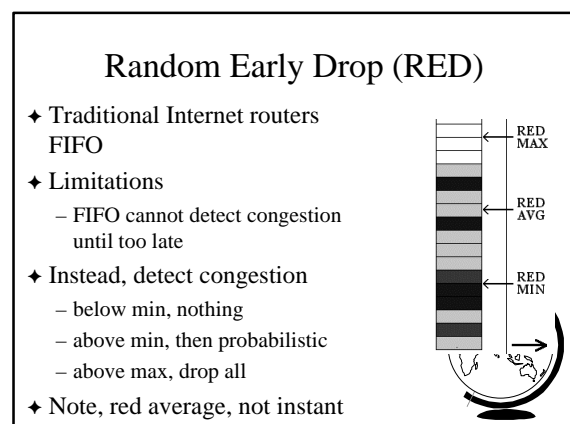 Random Early Drop (RED)
✦ Traditional Internet routers
FIFO
✦ Limitations
– FIFO cannot detect congestion
until too late
✦ Instead, detect congestion
– below min, nothing
– above min, then probabilistic
– above max, drop all
✦ Note, red average, not instant
RED
MAX
RED
AVG
RED
MIN